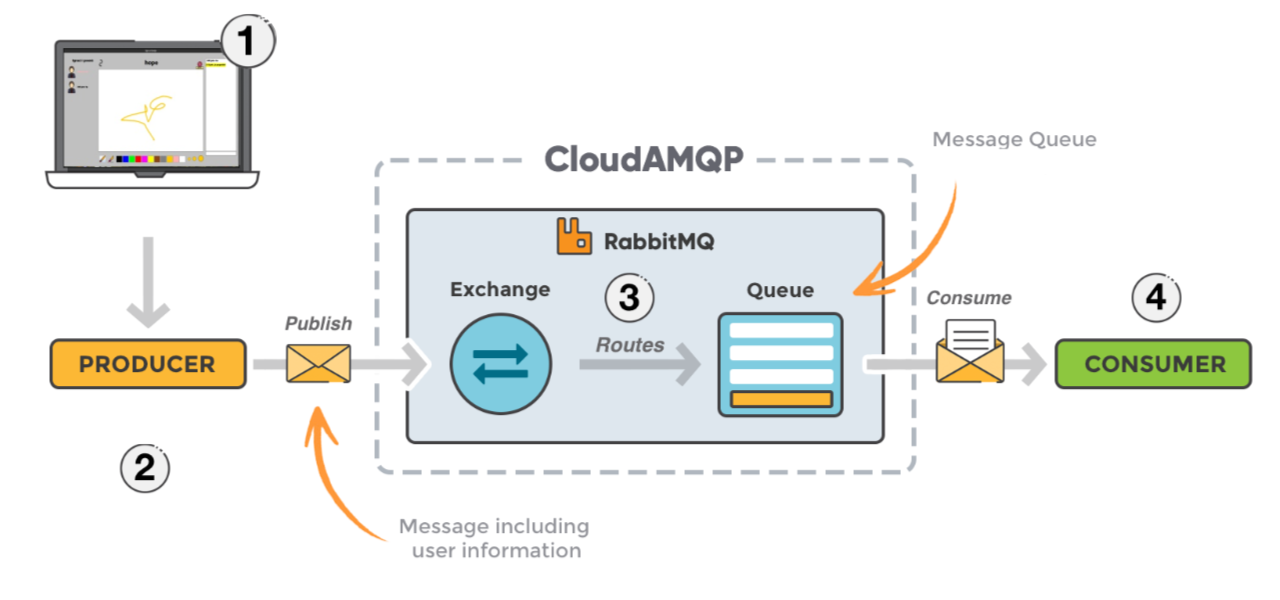 1
hope
CloudAMQP
Message Queue
RabbitMQ
Exchange
3
Queue
Consume
4
Publish
Routes
PRODUCER
CONSUMER
2
Message including
user information